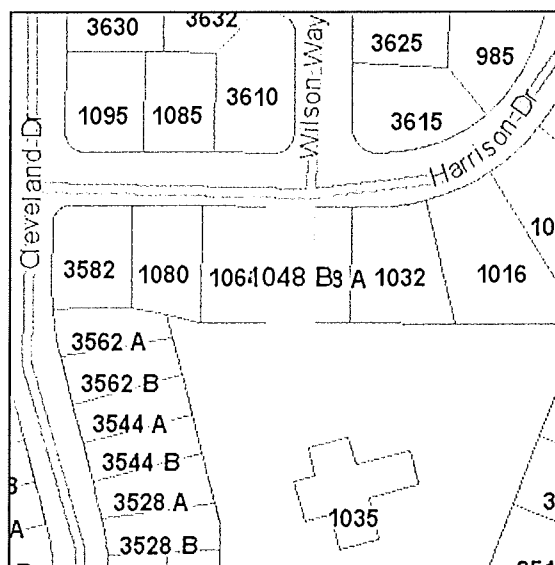 3630
3632
3625
985
1095
1085
3610
3615
Wilson Way
Harrison Dr
Cleveland Dr
3582
1080
1048 B
A
1032
1016
3562 A
3562 B
3544 A
3544 B
3528 A
3528 B
1035
A